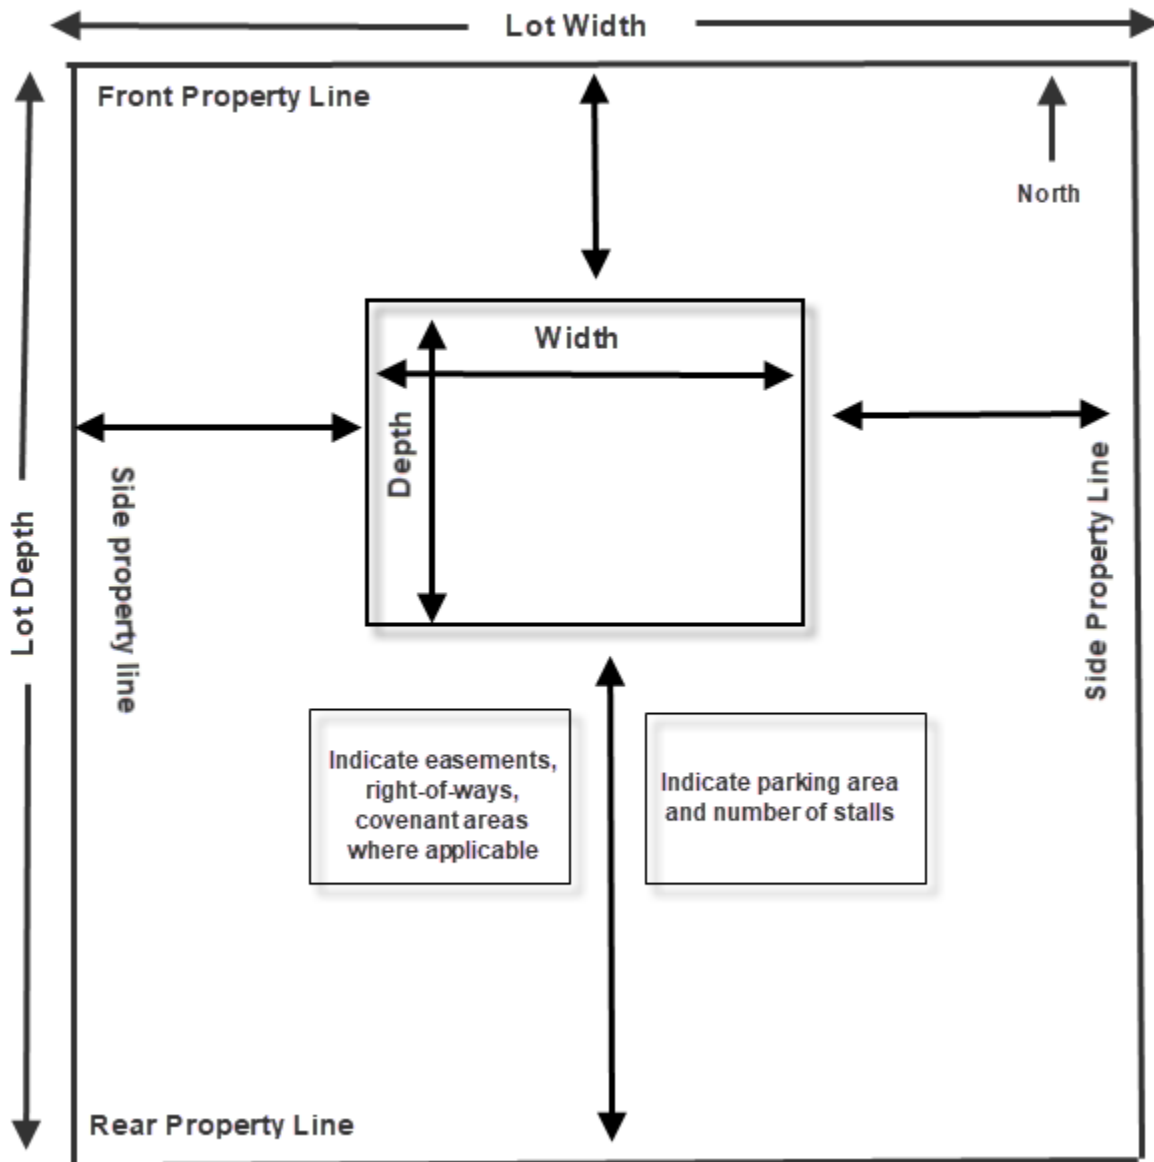 Lot Width
Front Property Line
North
Width
Depth
Side property line
Side Property Line
Lot Depth
Indicate easements,
right-of-ways,
covenant areas
where applicable
Indicate parking area
and number of stalls
Rear Property Line